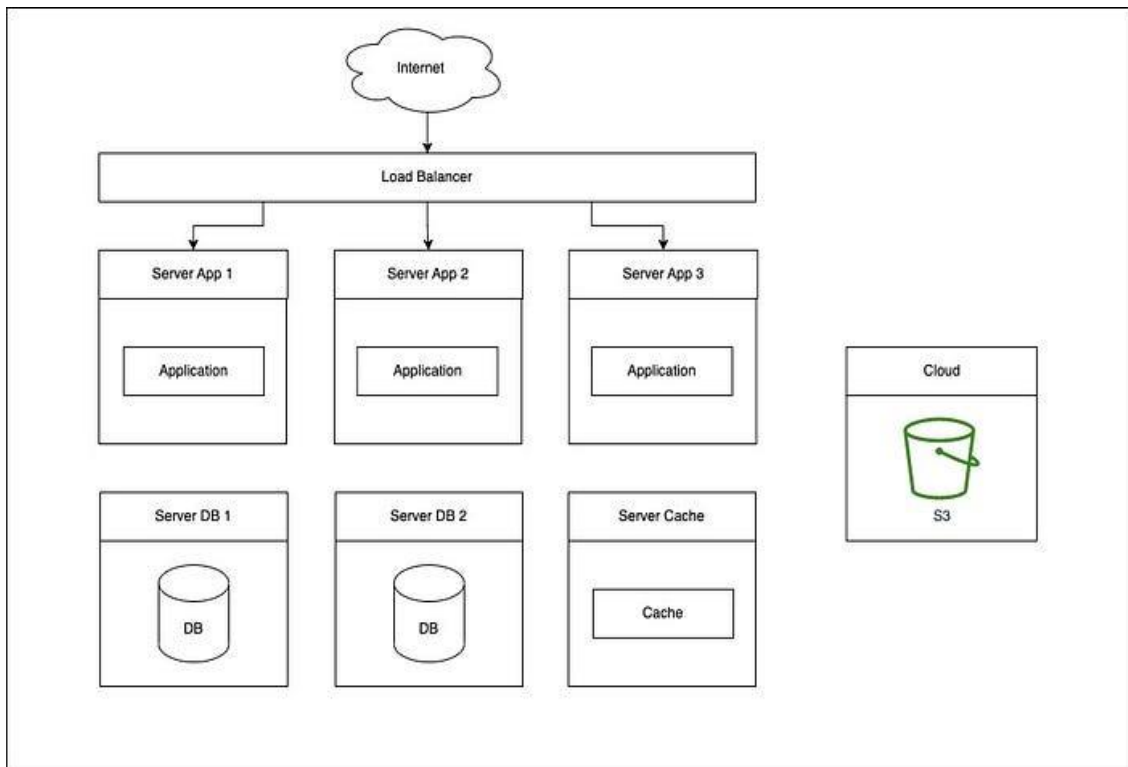 Internet
Load Balancer
Server App 1
Server App 2
Server App 3
Application
Application
Application
Cloud
S3
Server DB 1
Server DB 2
Server Cache
DB
DB
Cache